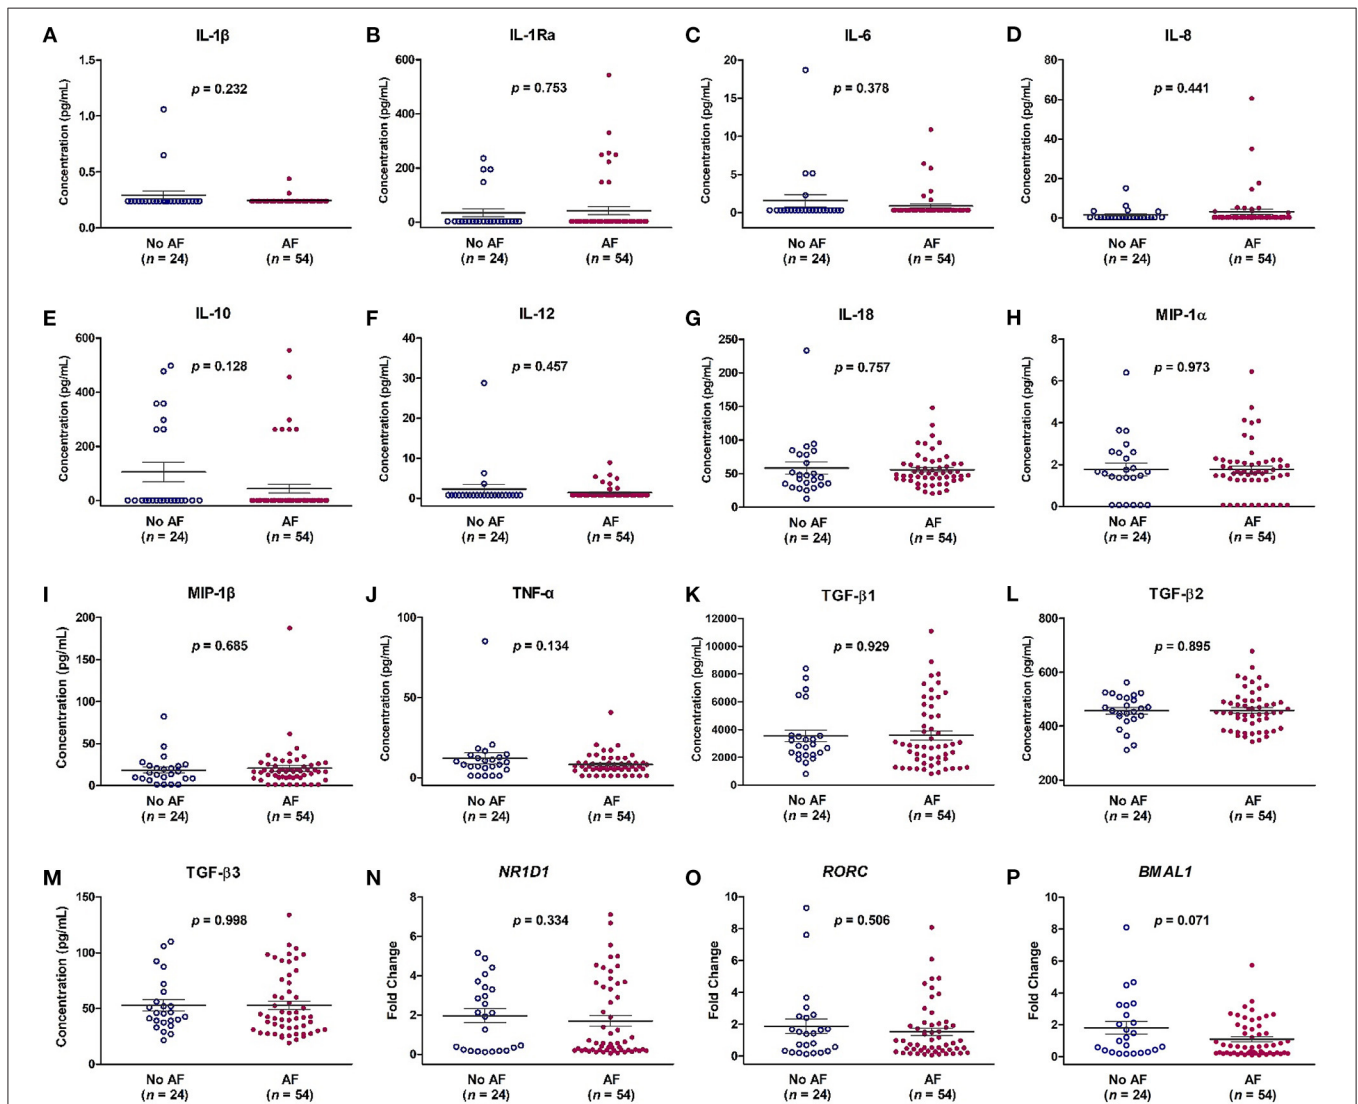 A IL-1β
Concentration (pg/mL)
1.5
1.0
0.5
0.0
p = 0.232
No AF
(n = 24)
AF
(n = 54)
B IL-1Ra
Concentration (pg/mL)
600
400
200
0
p = 0.753
No AF
(n = 24)
AF
(n = 54)
C IL-6
Concentration (pg/mL)
20
15
10
5
0
p = 0.378
No AF
(n = 24)
AF
(n = 54)
D IL-8
Concentration (pg/mL)
80
60
40
20
0
p = 0.441
No AF
(n = 24)
AF
(n = 54)
E IL-10
Concentration (pg/mL)
600
400
200
0
p = 0.128
No AF
(n = 24)
AF
(n = 54)
F IL-12
Concentration (pg/mL)
40
30
20
10
0
p = 0.457
No AF
(n = 24)
AF
(n = 54)
G IL-18
Concentration (pg/mL)
250
200
150
100
50
0
p = 0.757
No AF
(n = 24)
AF
(n = 54)
H MIP-1α
Concentration (pg/mL)
8
6
4
2
0
p = 0.973
No AF
(n = 24)
AF
(n = 54)
I MIP-1β
Concentration (pg/mL)
200
150
100
50
0
p = 0.685
No AF
(n = 24)
AF
(n = 54)
J TNF-α
Concentration (pg/mL)
100
50
0
p = 0.134
No AF
(n = 24)
AF
(n = 54)
K TGF-β1
Concentration (pg/mL)
12000
10000
8000
6000
4000
2000
0
p = 0.929
No AF
(n = 24)
AF
(n = 54)
L TGF-β2
Concentration (pg/mL)
800
600
400
200
p = 0.895
No AF
(n = 24)
AF
(n = 54)
M TGF-β3
Concentration (pg/mL)
150
100
50
0
p = 0.998
No AF
(n = 24)
AF
(n = 54)
N NR1D1
Fold Change
8
6
4
2
0
p = 0.334
No AF
(n = 24)
AF
(n = 54)
O RORC
Fold Change
10
8
6
4
2
0
p = 0.506
No AF
(n = 24)
AF
(n = 54)
P BMAL1
Fold Change
10
8
6
4
2
0
p = 0.071
No AF
(n = 24)
AF
(n = 54)